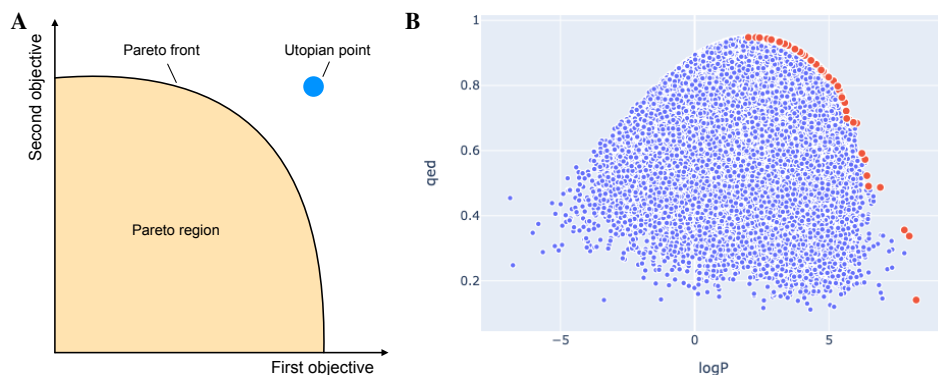 A
Pareto front
Utopian point
Second objective
Pareto region
First objective
B
1
0.8
0.6
0.4
0.2
qed
−5
0
5
logP